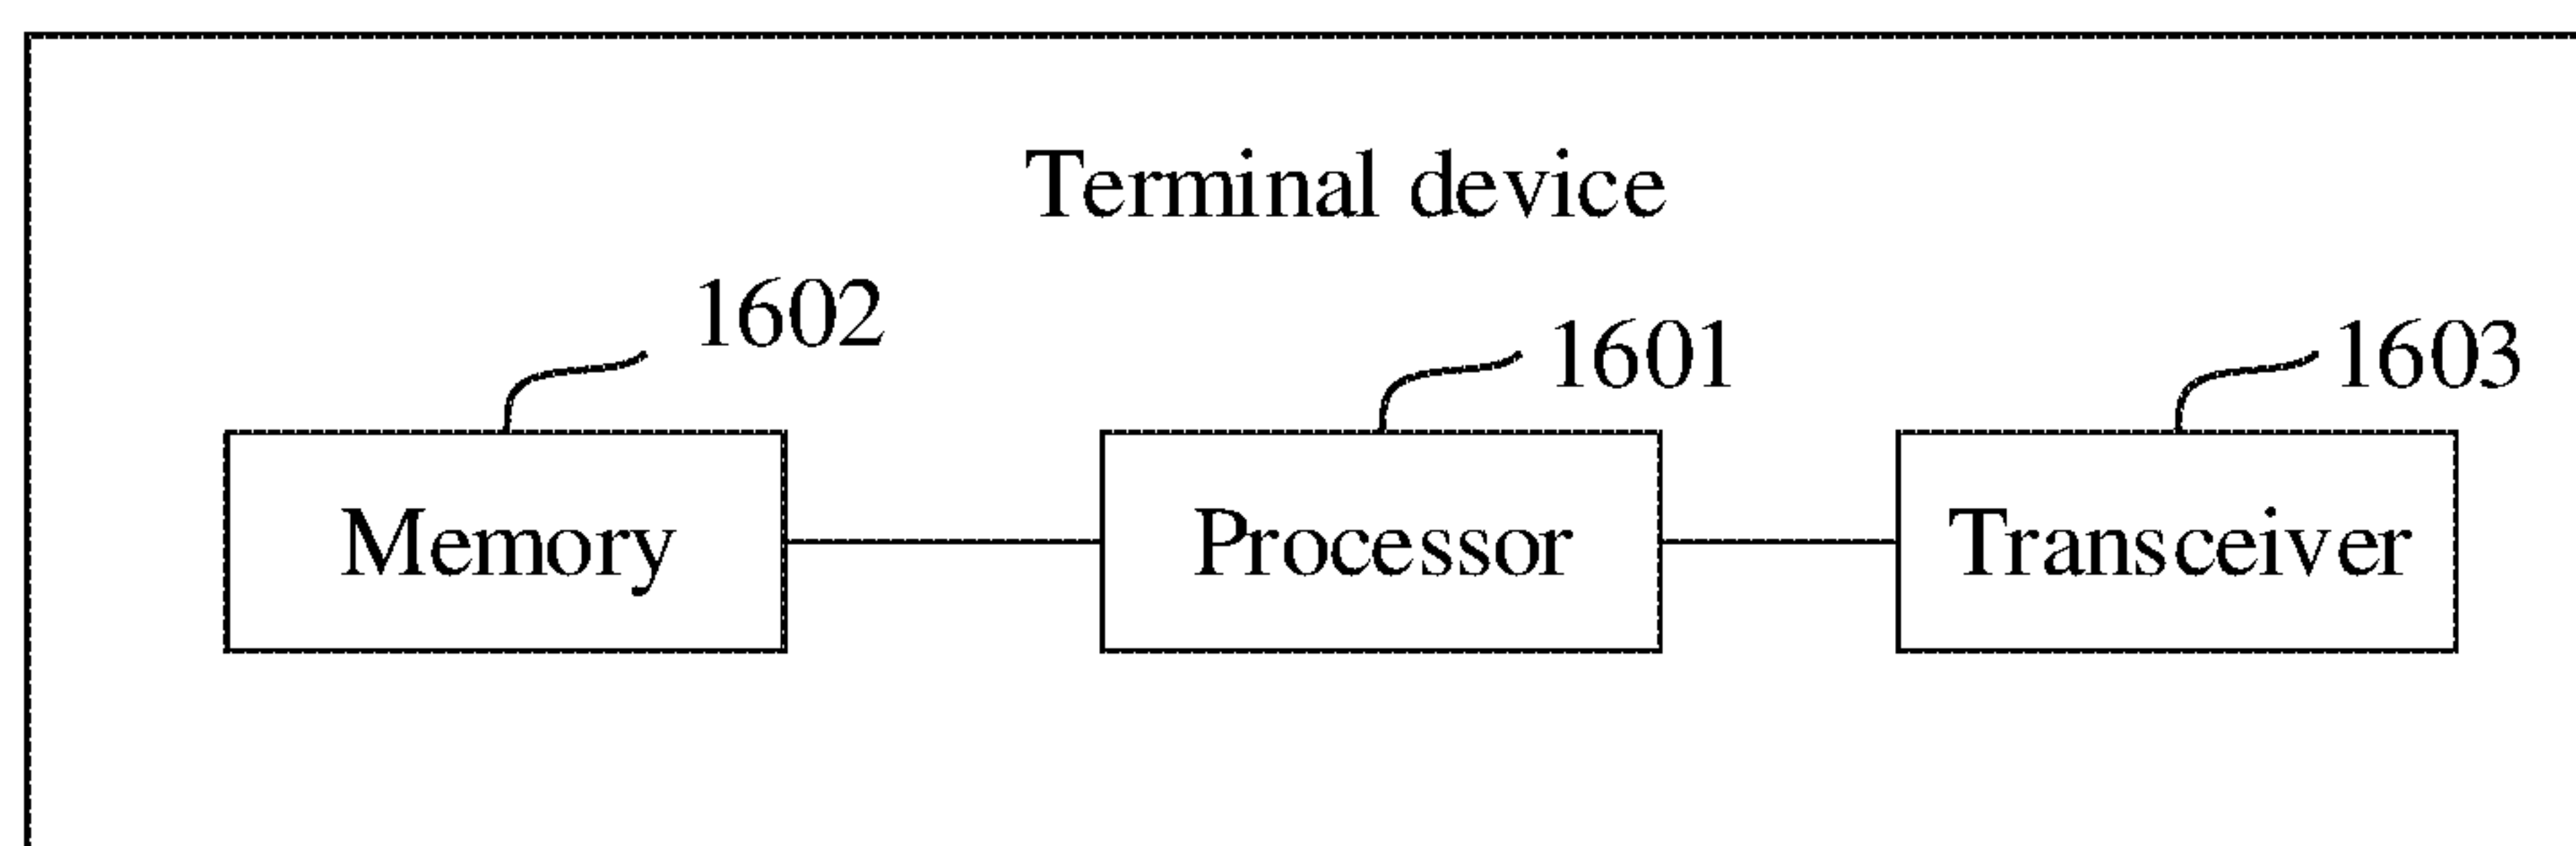 Terminal device
1602
1601
1603
Memory
Processor
Transceiver